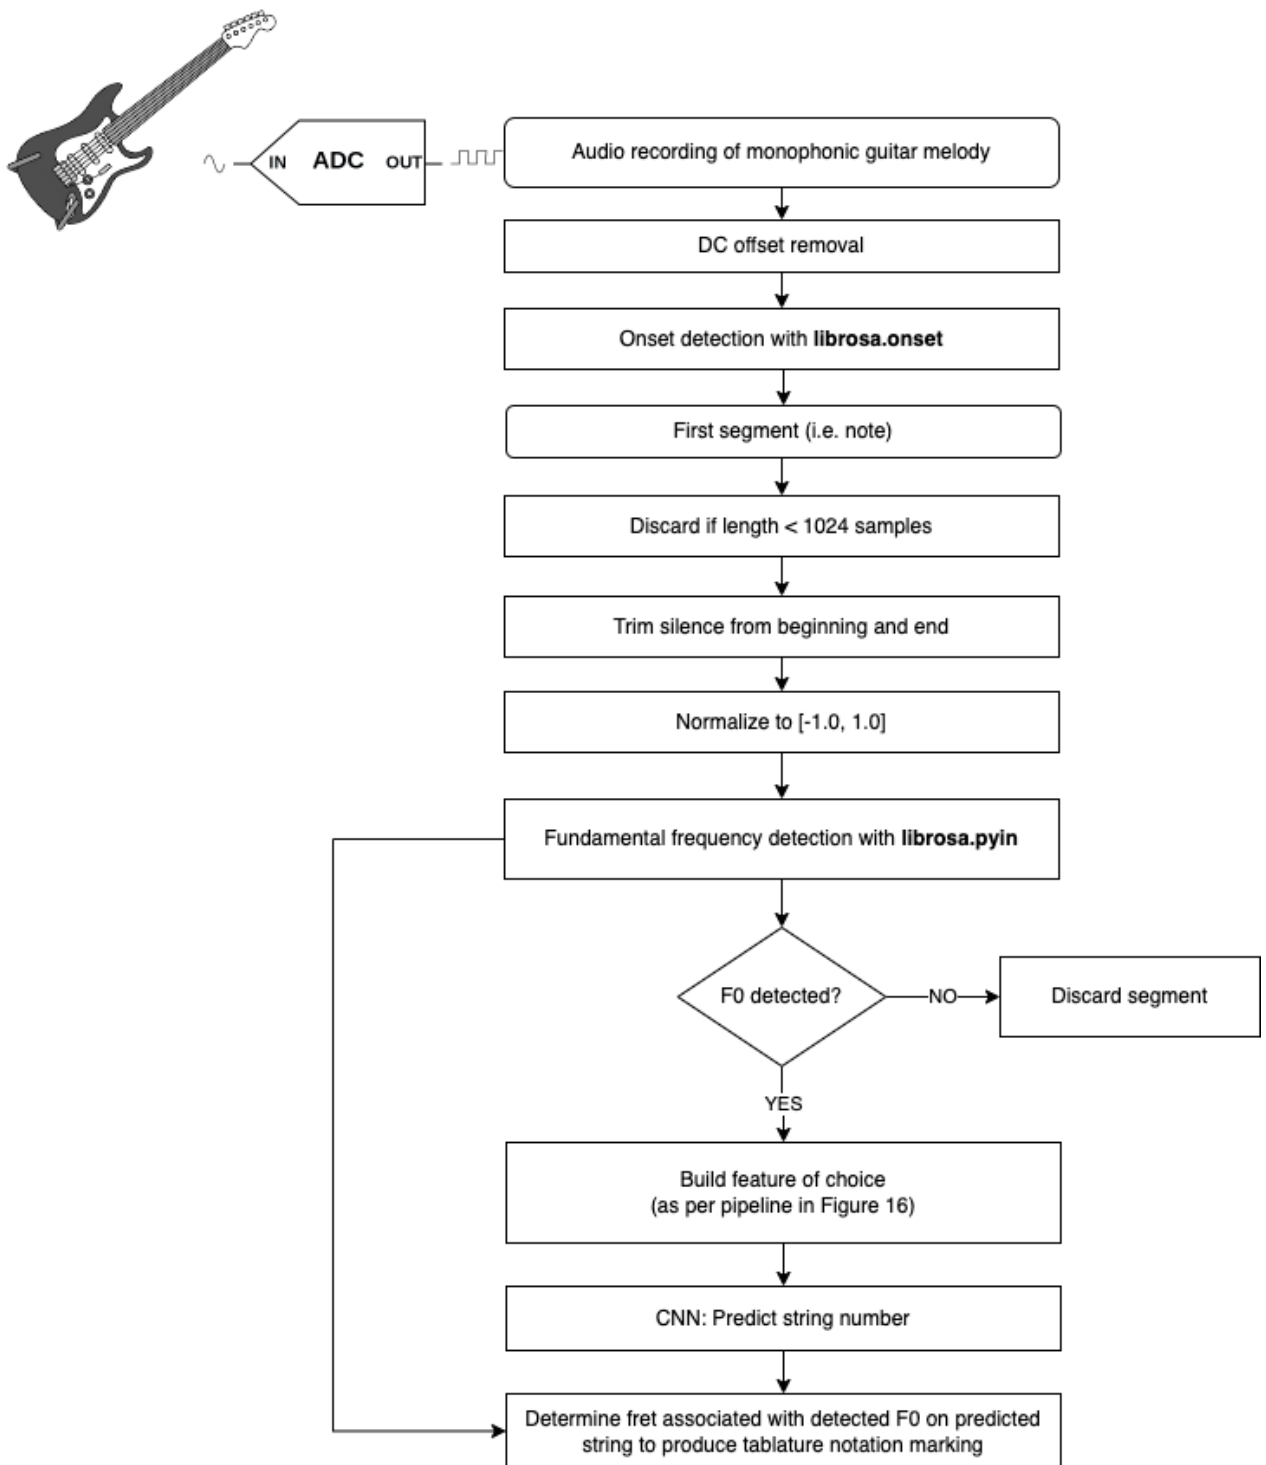 IN ADC OUT
Audio recording of monophonic guitar melody
DC offset removal
Onset detection with librosa.onset
First segment (i.e. note)
Discard if length < 1024 samples
Trim silence from beginning and end
Normalize to [-1.0, 1.0]
Fundamental frequency detection with librosa.pyin
F0 detected?
NO
Discard segment
YES
Build feature of choice
(as per pipeline in Figure 16)
CNN: Predict string number
Determine fret associated with detected F0 on predicted
string to produce tablature notation marking